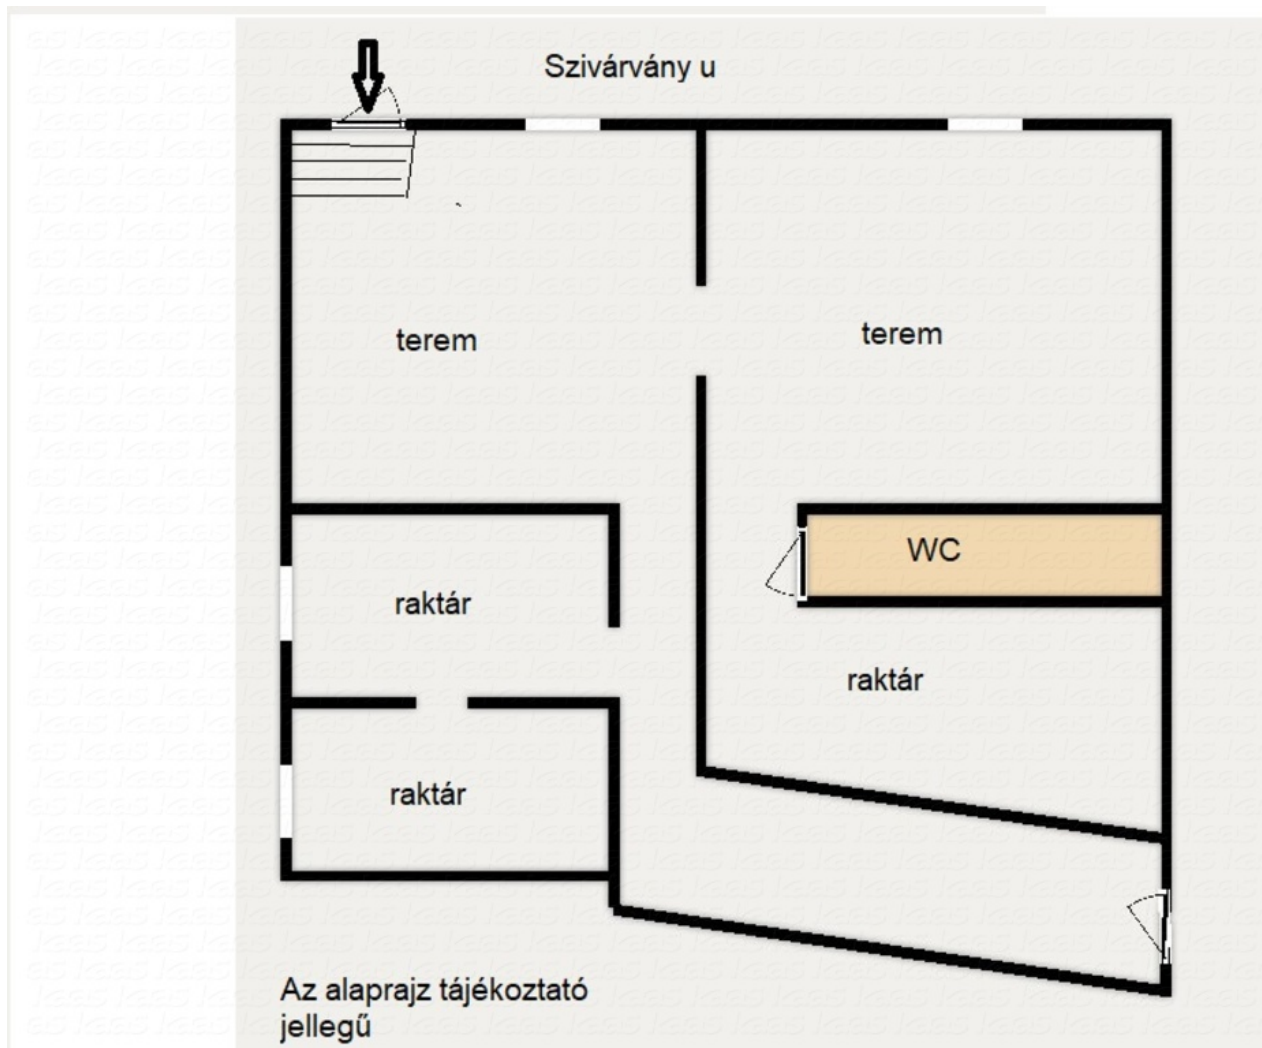 Szivárvány u
terem
terem
WC
raktár
raktár
raktár
Az alaprajz tájékoztató
jellegű